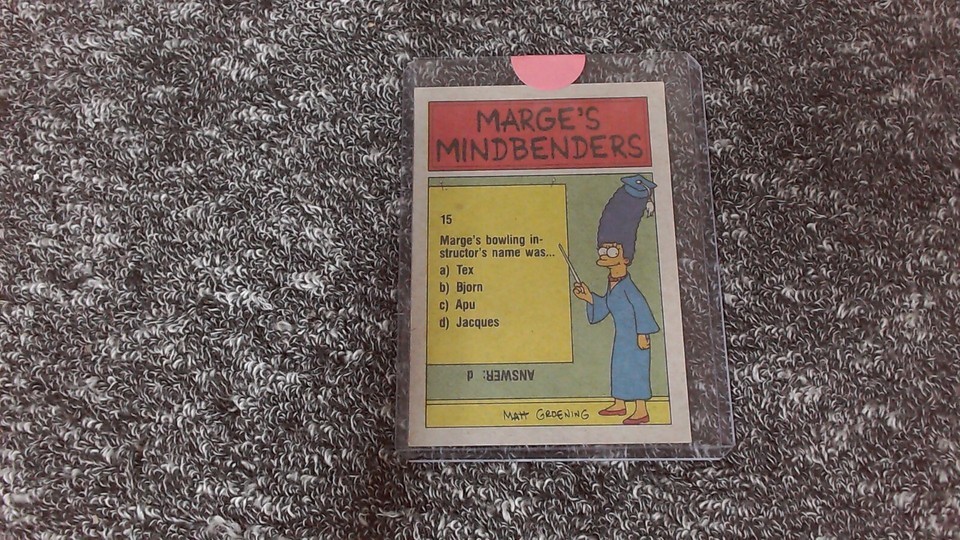 MARGE'S
MINDBENDERS
15
Marge's bowling in-
structor's name was...
a) Tex
b) Bjorn
c) Apu
d) Jacques
ANSWER: d
MATT GROENING